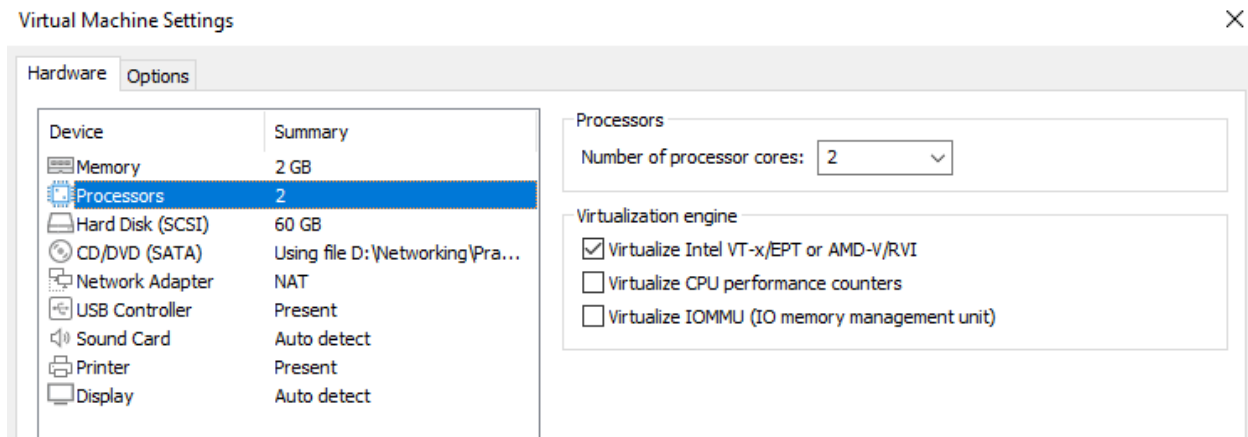 Virtual Machine Settings
Hardware Options
Device Summary
Memory 2 GB
Processors 2
Hard Disk (SCSI) 60 GB
CD/DVD (SATA) Using file D:\Networking\Pra...
Network Adapter NAT
USB Controller Present
Sound Card Auto detect
Printer Present
Display Auto detect
Processors
Number of processor cores: 2
Virtualization engine
Virtualize Intel VT-x/EPT or AMD-V/RVI
Virtualize CPU performance counters
Virtualize IOMMU (IO memory management unit)